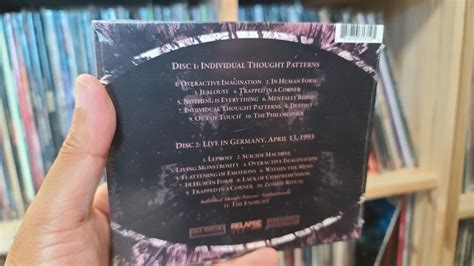 DISC 1: INDIVIDUAL THOUGHT PATTERNS
1. OVERACTIVE IMAGINATION 2. IN HUMAN FORM
3. JEALOUSY 4. TRAPPED IN A CORNER
5. NOTHING IS EVERYTHING 6. MENTALLY BLIND
7. INDIVIDUAL THOUGHT PATTERNS 8. DESTINY
9. OUT OF TOUCH 10. THE PHILOSOPHER
DISC 2: LIVE IN GERMANY, APRIL 13, 1993
1. LEPROSY 2. SUICIDE MACHINE
LIVING MONSTROSITY 4. OVERACTIVE IMAGINATION
5. FLATTENING OF EMOTIONS 6. WITHIN THE MIND
7. IN HUMAN FORM 8. LACK OF COMPREHENSION
9. TRAPPED IN A CORNER 10. ZOMBIE RITUAL
Individual Thought Patterns
11. THE EXORCIST
RELAPSE